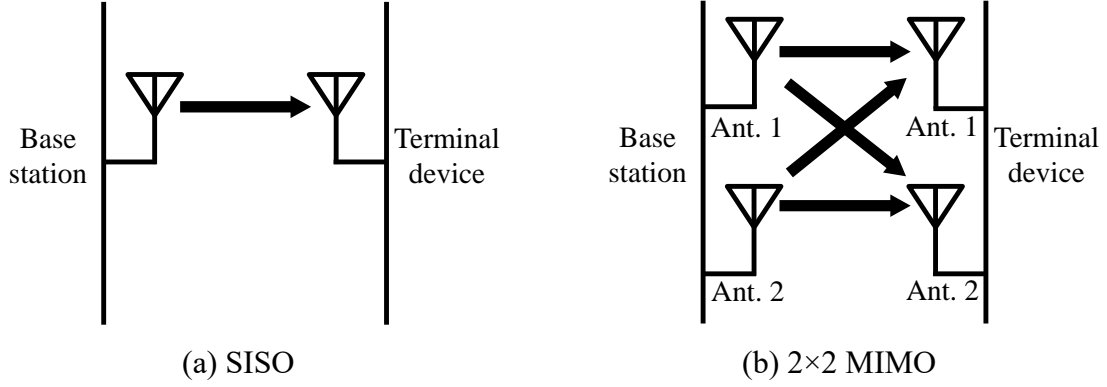 Base
station
Terminal
device
(a) SISO
Base
station
Ant. 1
Ant. 1
Ant. 2
Ant. 2
Terminal
device
(b) 2×2 MIMO